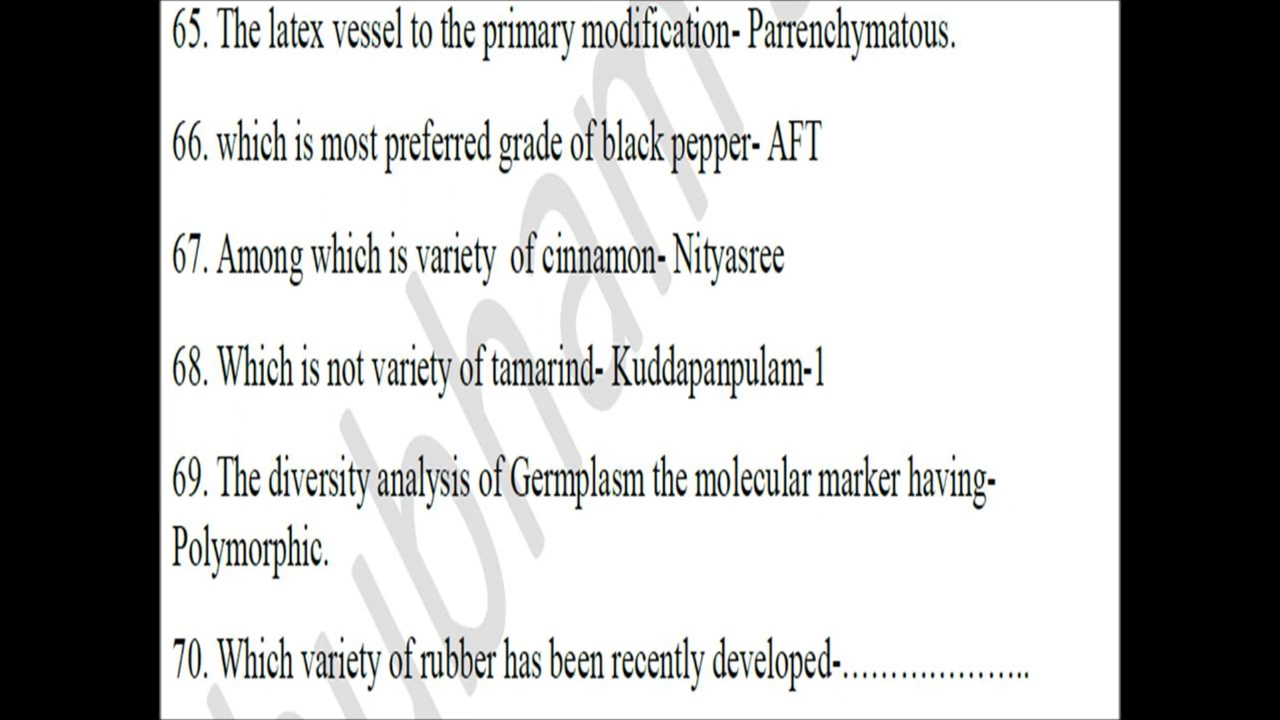 65. The latex vessel to the primary modification- Parrenchymatous.
66. which is most preferred grade of black pepper- AFT
67. Among which is variety of cinnamon- Nityasree
68. Which is not variety of tamarind- Kuddapanpulam-1
69. The diversity analysis of Germplasm the molecular marker having-
Polymorphic.
70. Which variety of rubber has been recently developed-………………..